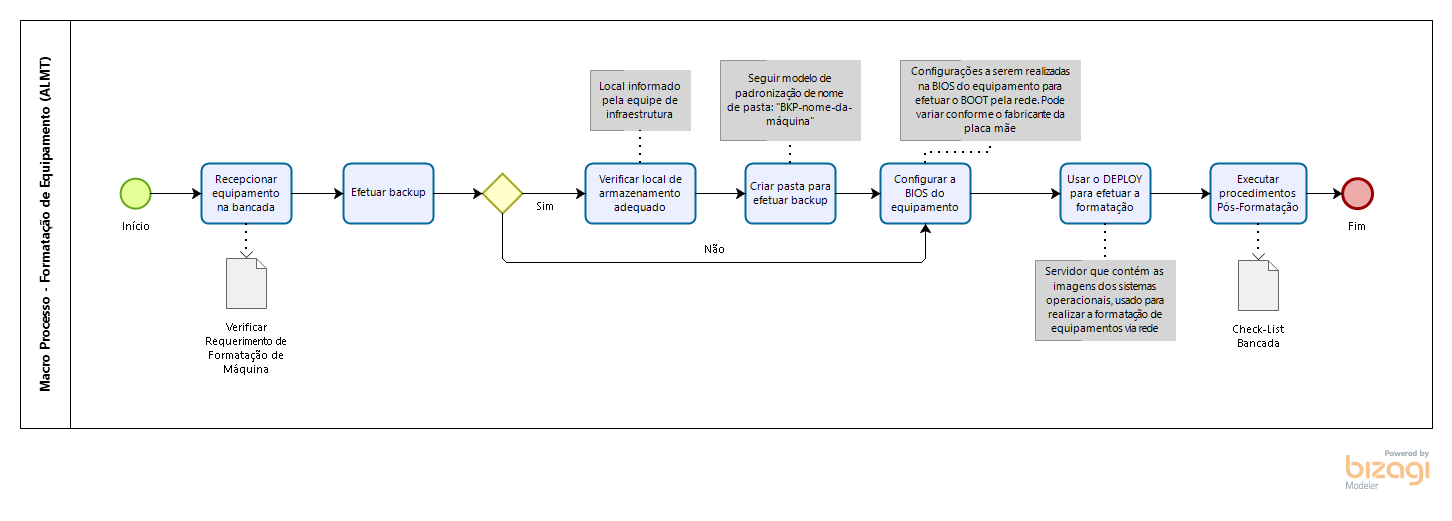 Macro Processo - Formatação de Equipamento (ALMT)
Início
Recepcionar
equipamento
na bancada
Verificar
Requerimento de
Formatação de
Máquina
Efetuar backup
Sim
Não
Local informado
pela equipe de
infraestrutura
Verificar local de
armazenamento
adequado
Seguir modelo de
padronização de nome
de pasta: "BKP-nome-da-
máquina"
Criar pasta para
efetuar backup
Configurações a serem realizadas
na BIOS do equipamento para
efetuar o BOOT pela rede. Pode
variar conforme o fabricante da
placa mãe
Configurar a
BIOS do
equipamento
Usar o DEPLOY
para efetuar a
formatação
Servidor que contém as
imagens dos sistemas
operacionais, usado para
realizar a formatação de
equipamentos via rede
Executar
procedimentos
Pós-Formatação
Check-List
Bancada
Fim
Powered by
bizagi
Modeler